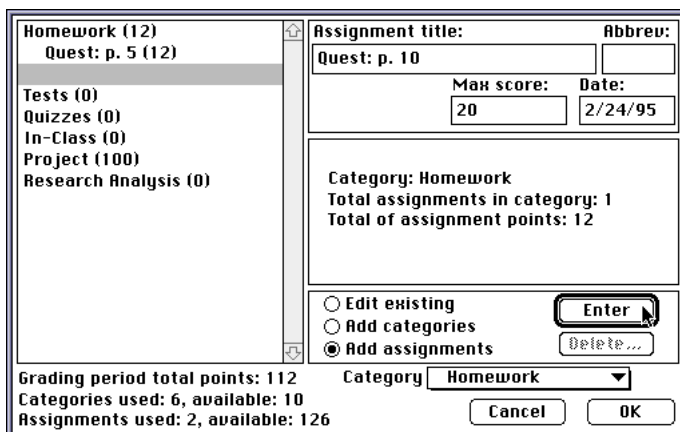 Homework (12)
Quest: p. 5 (12)
Tests (0)
Quizzes (0)
In-Class (0)
Project (100)
Research Analysis (0)
Assignment title:
Abbrev:
Quest: p. 10
Max score:
Date:
20
2/24/95
Category: Homework
Total assignments in category: 1
Total of assignment points: 12
Edit existing
Add categories
Add assignments
Enter
Delete...
Grading period total points: 112
Categories used: 6, available: 10
Assignments used: 2, available: 126
Category
Homework
Cancel
OK